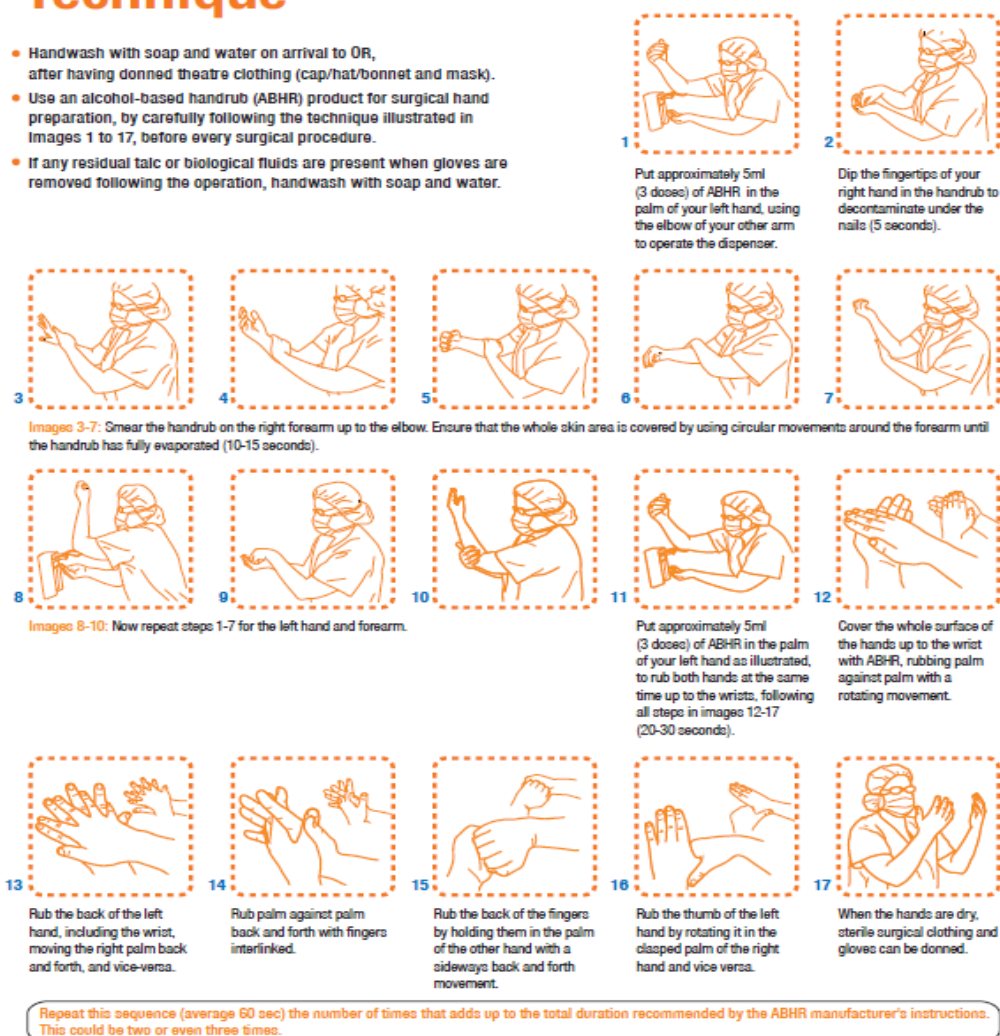 Technique
• Handwash with soap and water on arrival to OR,
after having donned theatre clothing (cap/hat/bonnet and mask).
• Use an alcohol-based handrub (ABHR) product for surgical hand
preparation, by carefully following the technique illustrated in
Images 1 to 17, before every surgical procedure.
• If any residual talc or biological fluids are present when gloves are
removed following the operation, handwash with soap and water.
1
Put approximately 5ml
(3 doses) of ABHR in the
palm of your left hand, using
the elbow of your other arm
to operate the dispenser.
2
Dip the fingertips of your
right hand in the handrub to
decontaminate under the
nails (5 seconds).
3
4
5
6
7
Images 3-7: Smear the handrub on the right forearm up to the elbow. Ensure that the whole skin area is covered by using circular movements around the forearm until
the handrub has fully evaporated (10-15 seconds).
8
9
10
Images 8-10: Now repeat steps 1-7 for the left hand and forearm.
11
Put approximately 5ml
(3 doses) of ABHR in the palm
of your left hand as illustrated,
to rub both hands at the same
time up to the wrists, following
all steps in images 12-17
(20-30 seconds).
12
Cover the whole surface of
the hands up to the wrist
with ABHR, rubbing palm
against palm with a
rotating movement.
13
Rub the back of the left
hand, including the wrist,
moving the right palm back
and forth, and vice-versa.
14
Rub palm against palm
back and forth with fingers
interlinked.
15
Rub the back of the fingers
by holding them in the palm
of the other hand with a
sideways back and forth
movement.
16
Rub the thumb of the left
hand by rotating it in the
clasped palm of the right
hand and vice versa.
17
When the hands are dry,
sterile surgical clothing and
gloves can be donned.
Repeat this sequence (average 60 sec) the number of times that adds up to the total duration recommended by the ABHR manufacturer's instructions.
This could be two or even three times.